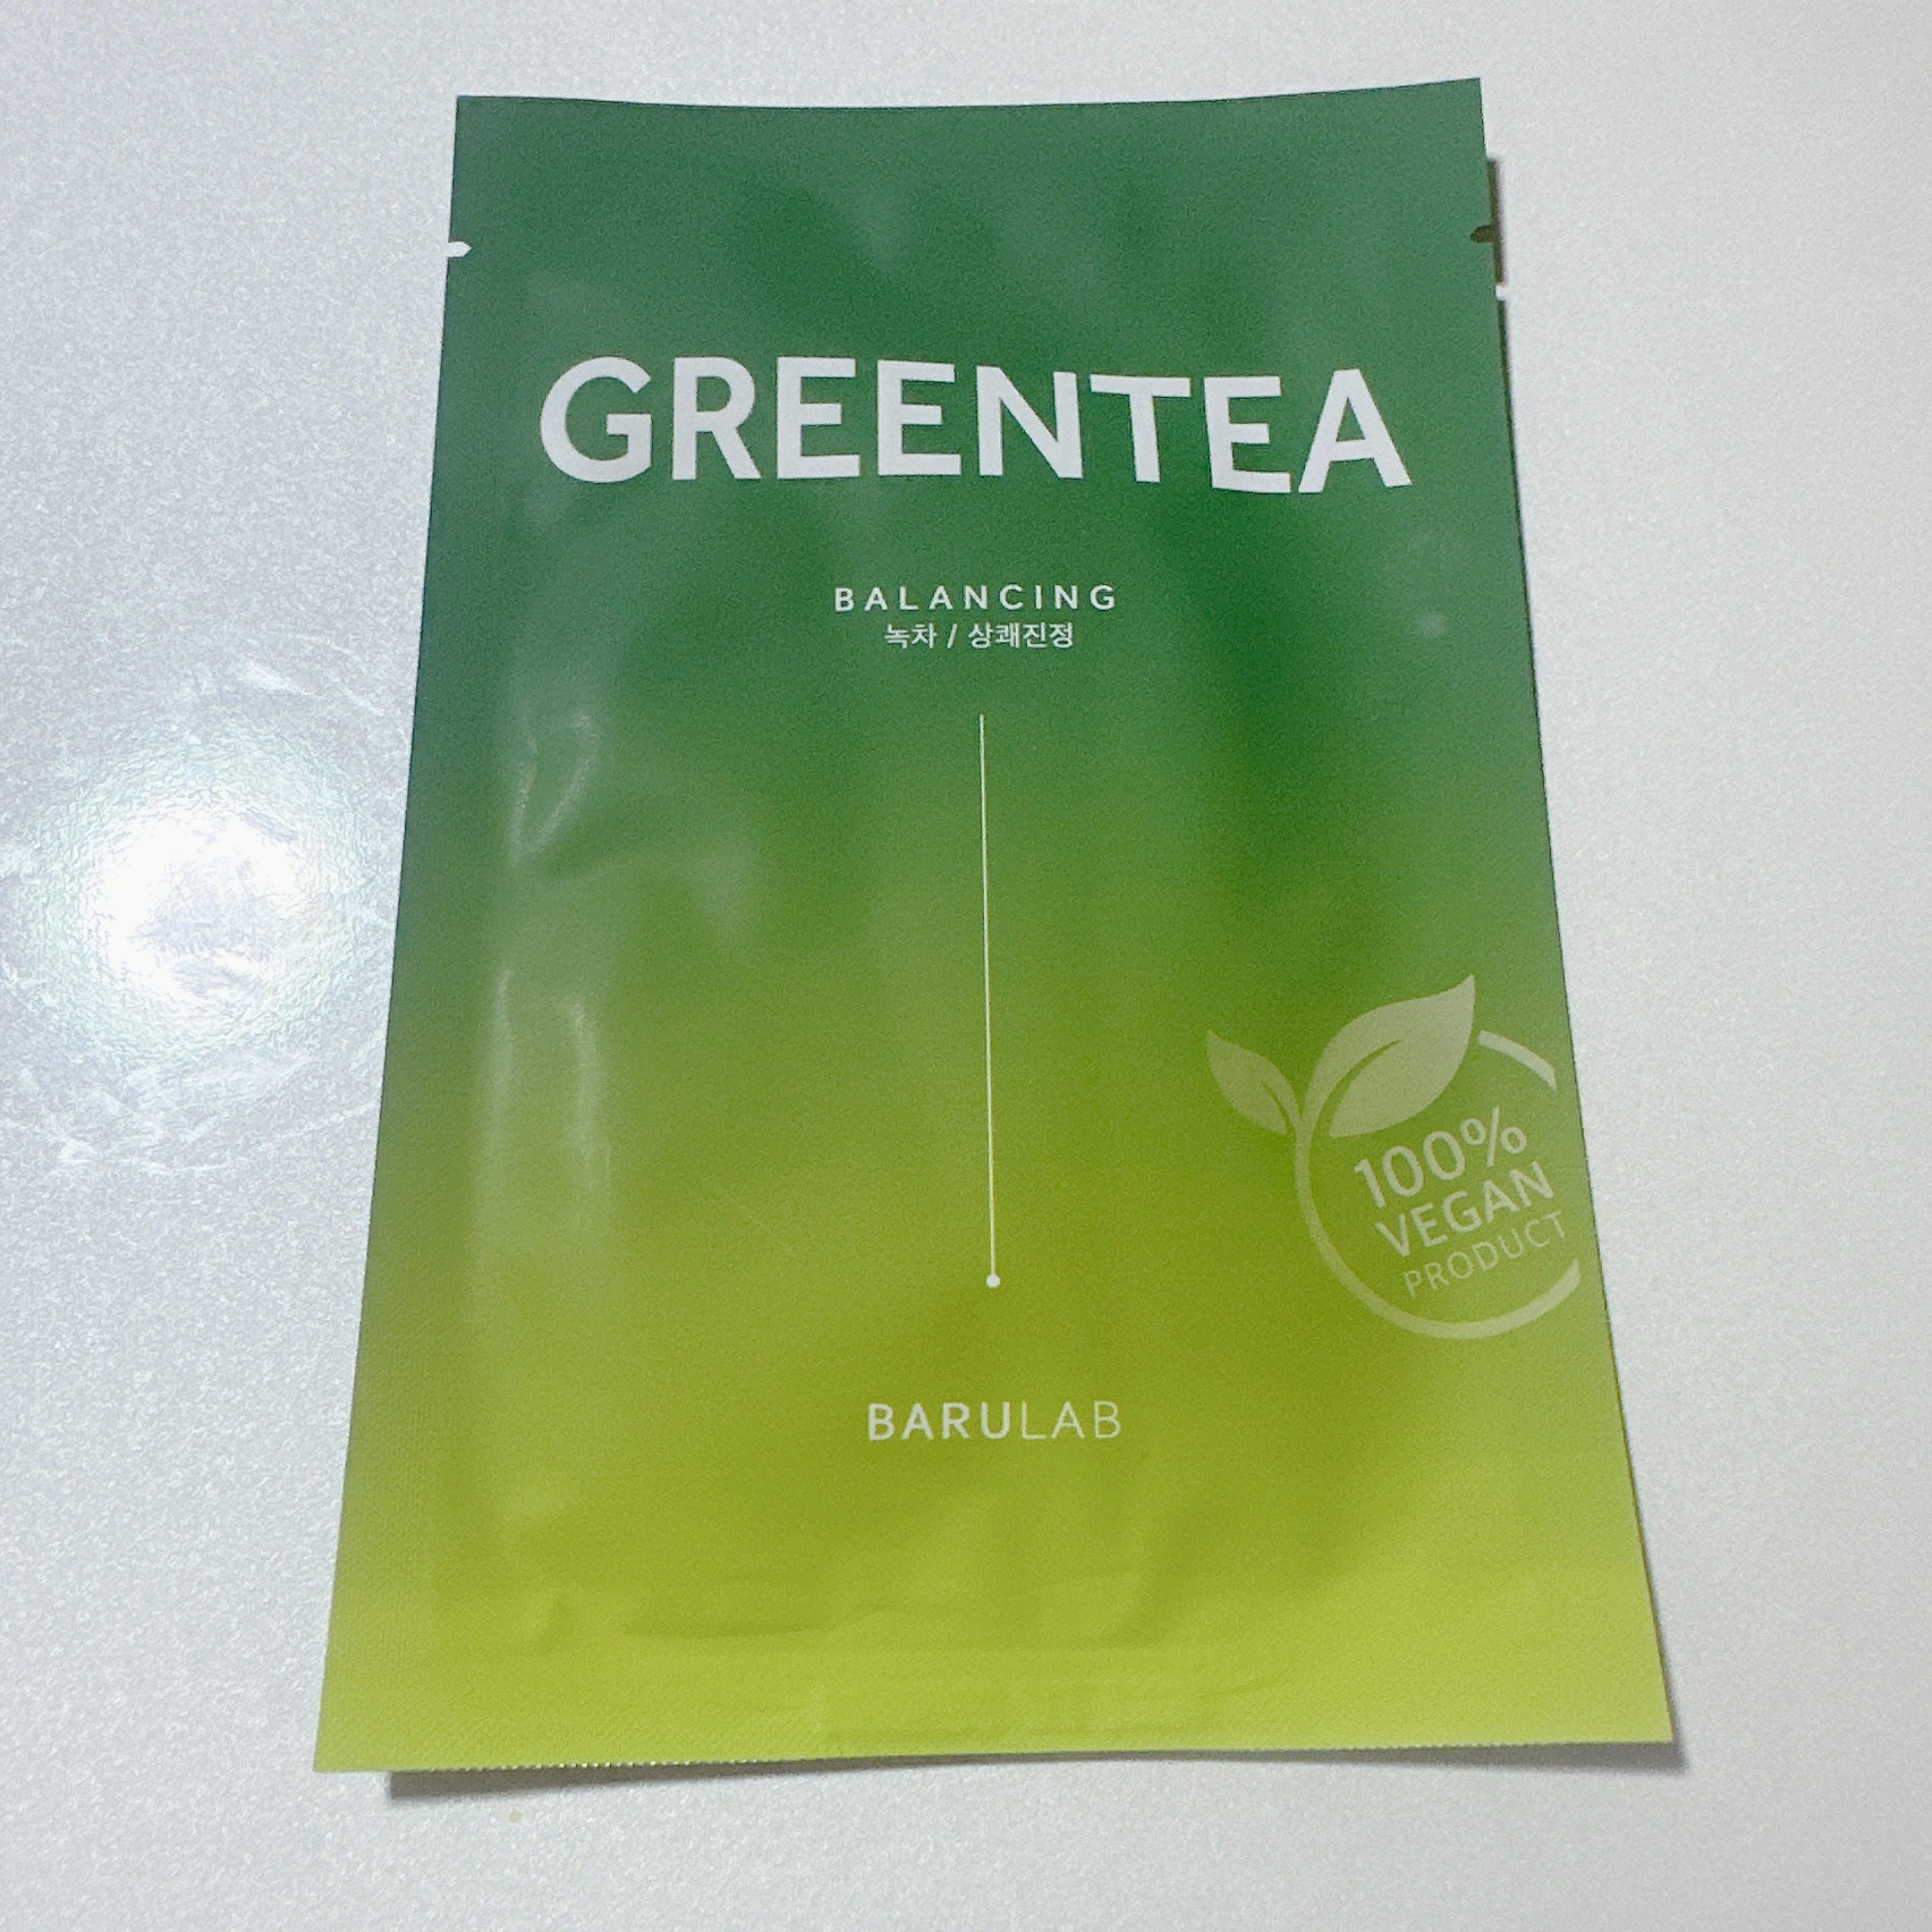 GREENTEA
BALANCING
녹차 / 상쾌진정
100%
VEGAN
PRODUCT
BARULAB